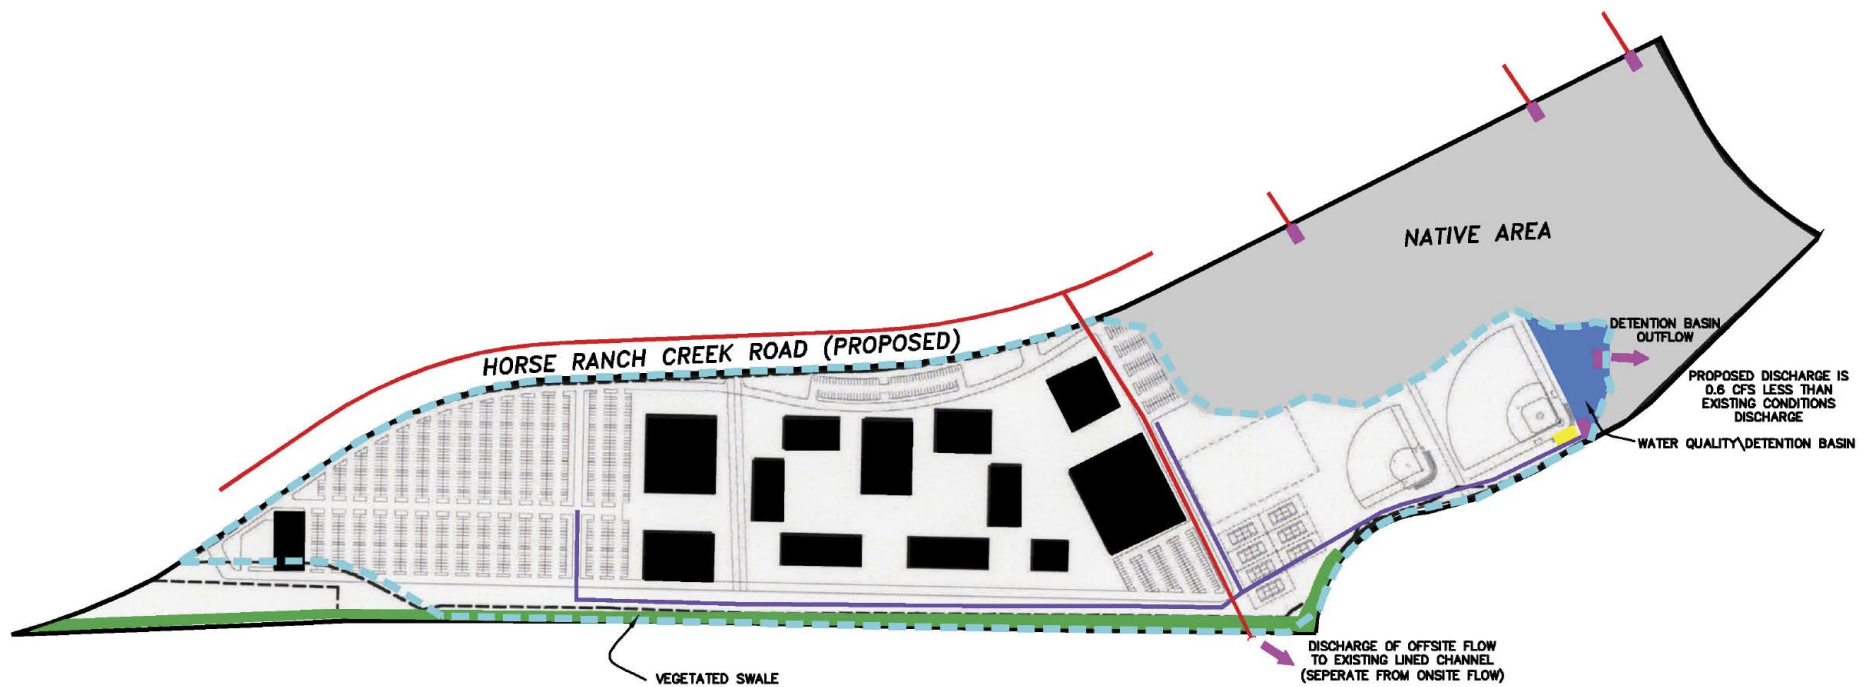 NATIVE AREA
HORSE RANCH CREEK ROAD (PROPOSED)
DETENTION BASIN
OUTFLOW
PROPOSED DISCHARGE IS
0.6 CFS LESS THAN
EXISTING CONDITIONS
DISCHARGE
WATER QUALITY\DETENTION BASIN
DISCHARGE OF OFFSITE FLOW
TO EXISTING LINED CHANNEL
(SEPERATE FROM ONSITE FLOW)
VEGETATED SWALE